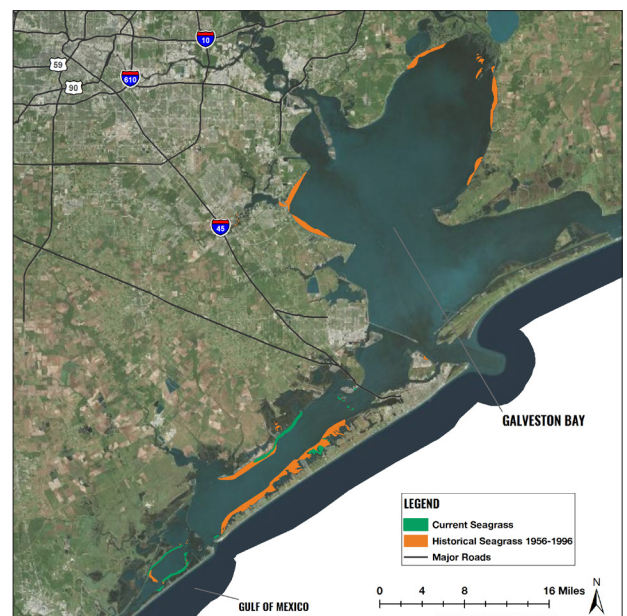 10
59
610
90
45
GALVESTON BAY
LEGEND
Current Seagrass
Historical Seagrass 1956-1996
Major Roads
0 4 8 16 Miles
N
GULF OF MEXICO